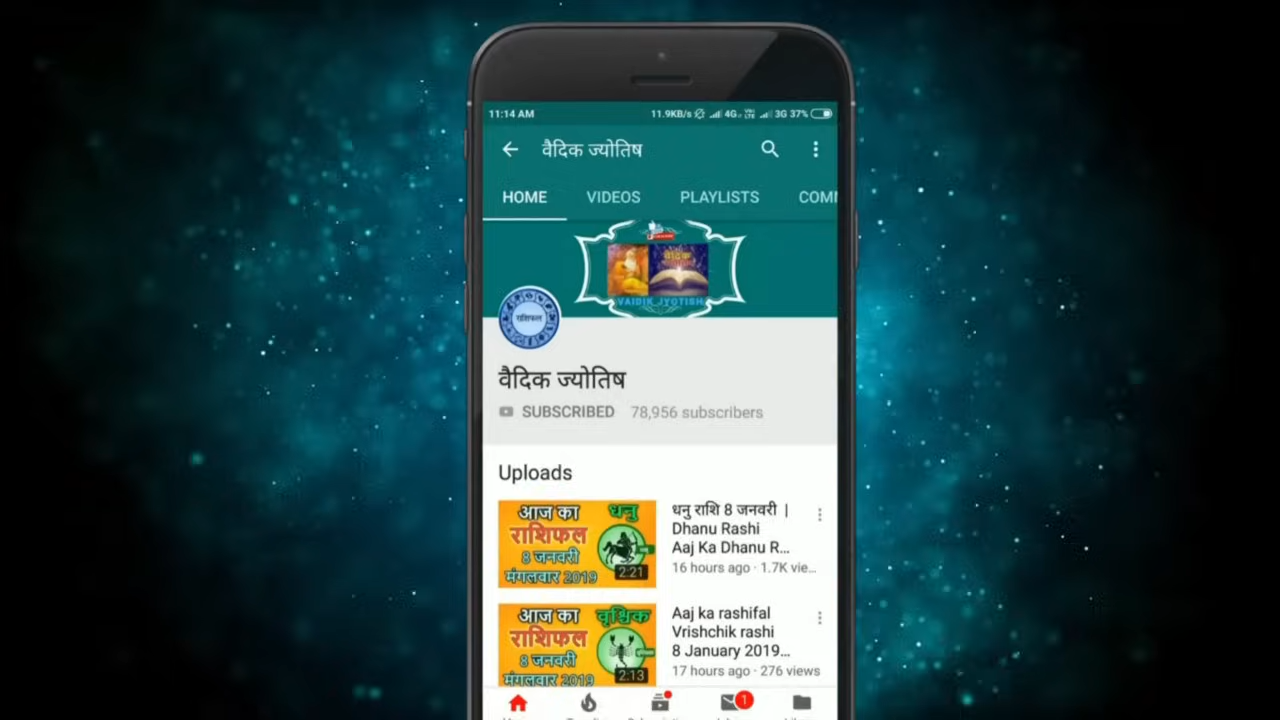 11:14 AM
11.9KB/s 4G VoLTE 3G 37%
वैदिक ज्योतिष
HOME VIDEOS PLAYLISTS COMM
वैदिक
VAIDIK JYOTISH
राशिफल
वैदिक ज्योतिष
SUBSCRIBED 78,956 subscribers
Uploads
आज का धनु
राशिफल
8 जनवरी
मंगलवार 2019
2:21
धनु राशि 8 जनवरी |
Dhanu Rashi
Aaj Ka Dhanu R...
16 hours ago · 1.7K vie...
आज का वृश्चिक
राशिफल
8 जनवरी
मंगलवार 2019
2:13
Aaj ka rashifal
Vrishchik rashi
8 January 2019...
17 hours ago · 276 views
1